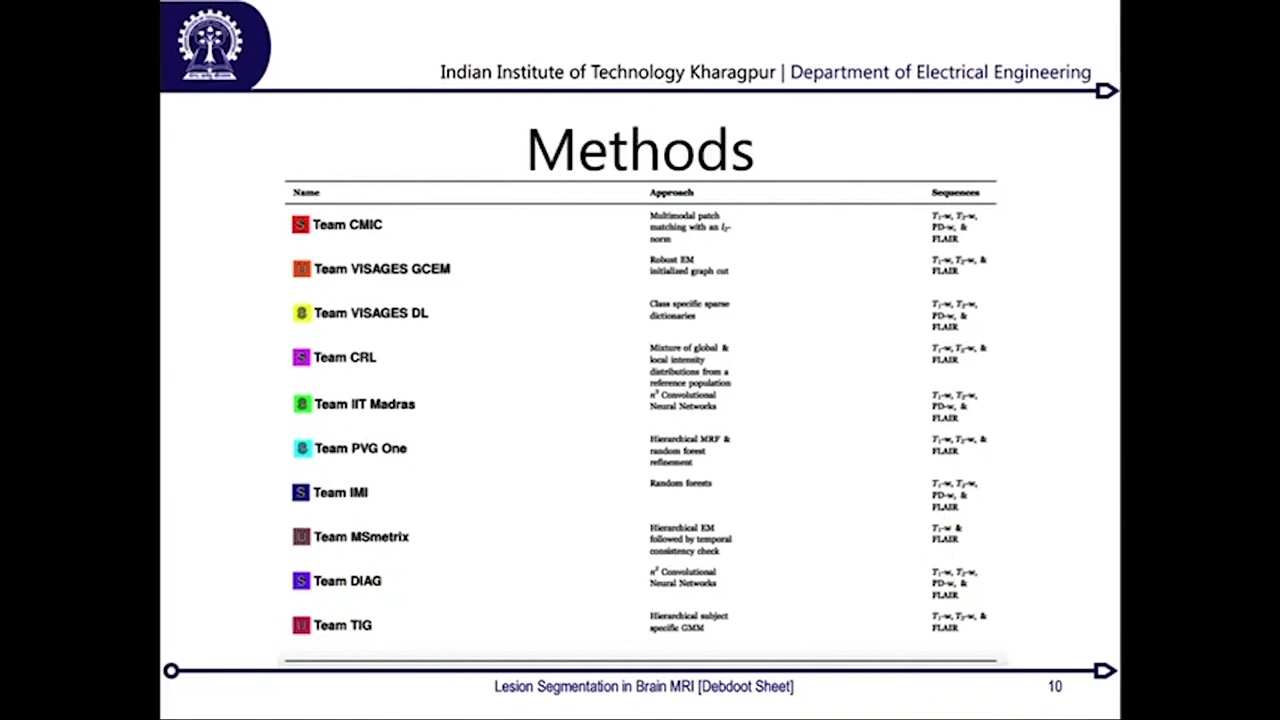 Indian Institute of Technology Kharagpur | Department of Electrical Engineering
Methods
Name Approach Sequences
S Team CMIC
Multimodal patch
matching with an l2-
norm
T1-w, T2-w,
PD-w, &
FLAIR
U Team VISAGES GCEM
Robust EM
initialized graph cut
T1-w, T2-w, &
FLAIR
S Team VISAGES DL
Class specific sparse
dictionaries
T1-w, T2-w,
PD-w, &
FLAIR
S Team CRL
Mixture of global &
local intensity
distributions from a
reference population
T1-w, T2-w, &
FLAIR
S Team IIT Madras
n³ Convolutional
Neural Networks
T1-w, T2-w,
PD-w, &
FLAIR
S Team PVG One
Hierarchical MRF &
random forest
refinement
T1-w, T2-w, &
FLAIR
S Team IMI
Random forests
T1-w, T2-w,
PD-w, &
FLAIR
U Team MSmetrix
Hierarchical EM
followed by temporal
consistency check
T1-w &
FLAIR
S Team DIAG
n² Convolutional
Neural Networks
T1-w, T2-w,
PD-w, &
FLAIR
U Team TIG
Hierarchical subject
specific GMM
T1-w, T2-w, &
FLAIR
Lesion Segmentation in Brain MRI [Debdoot Sheet] 10